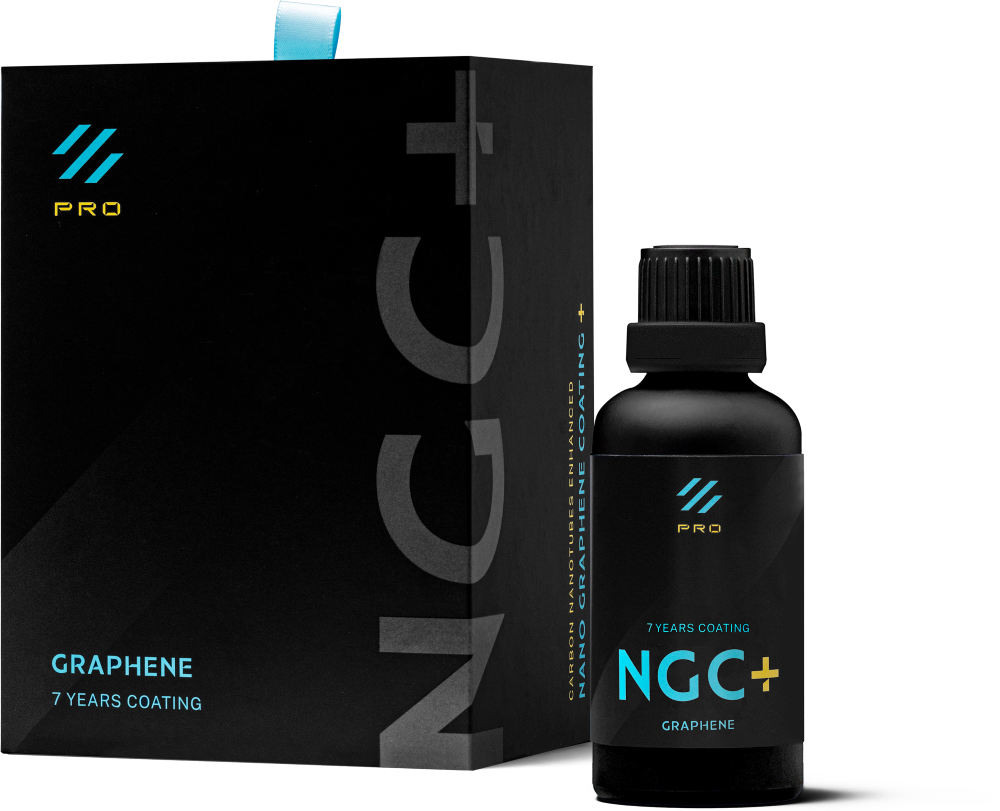 PRO
NGC+
GRAPHENE
7 YEARS COATING
CARBON NANOTUBES ENHANCED
NANO GRAPHENE COATING +
PRO
7 YEARS COATING
NGC+
GRAPHENE